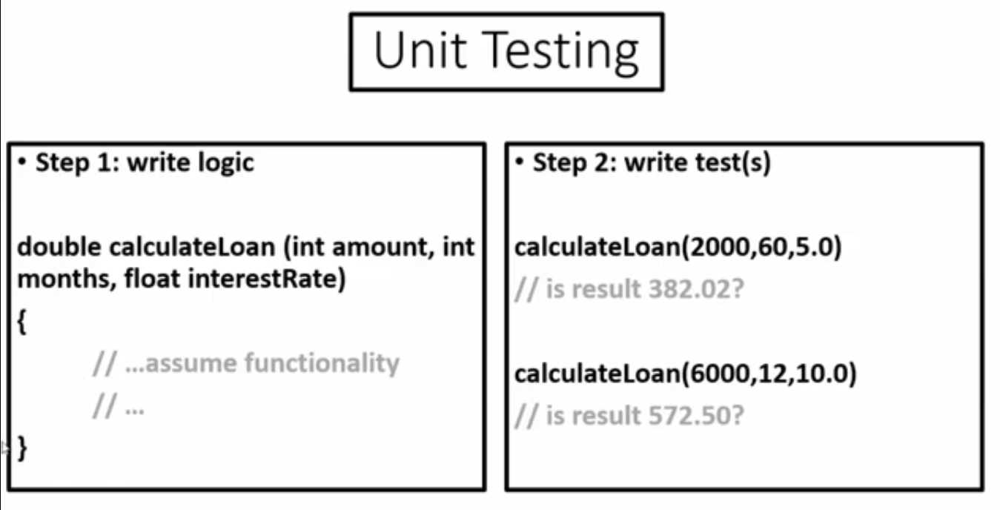 Unit Testing
• Step 1: write logic
double calculateLoan (int amount, int
months, float interestRate)
{
// ...assume functionality
// ...
}
• Step 2: write test(s)
calculateLoan(2000,60,5.0)
// is result 382.02?
calculateLoan(6000,12,10.0)
// is result 572.50?